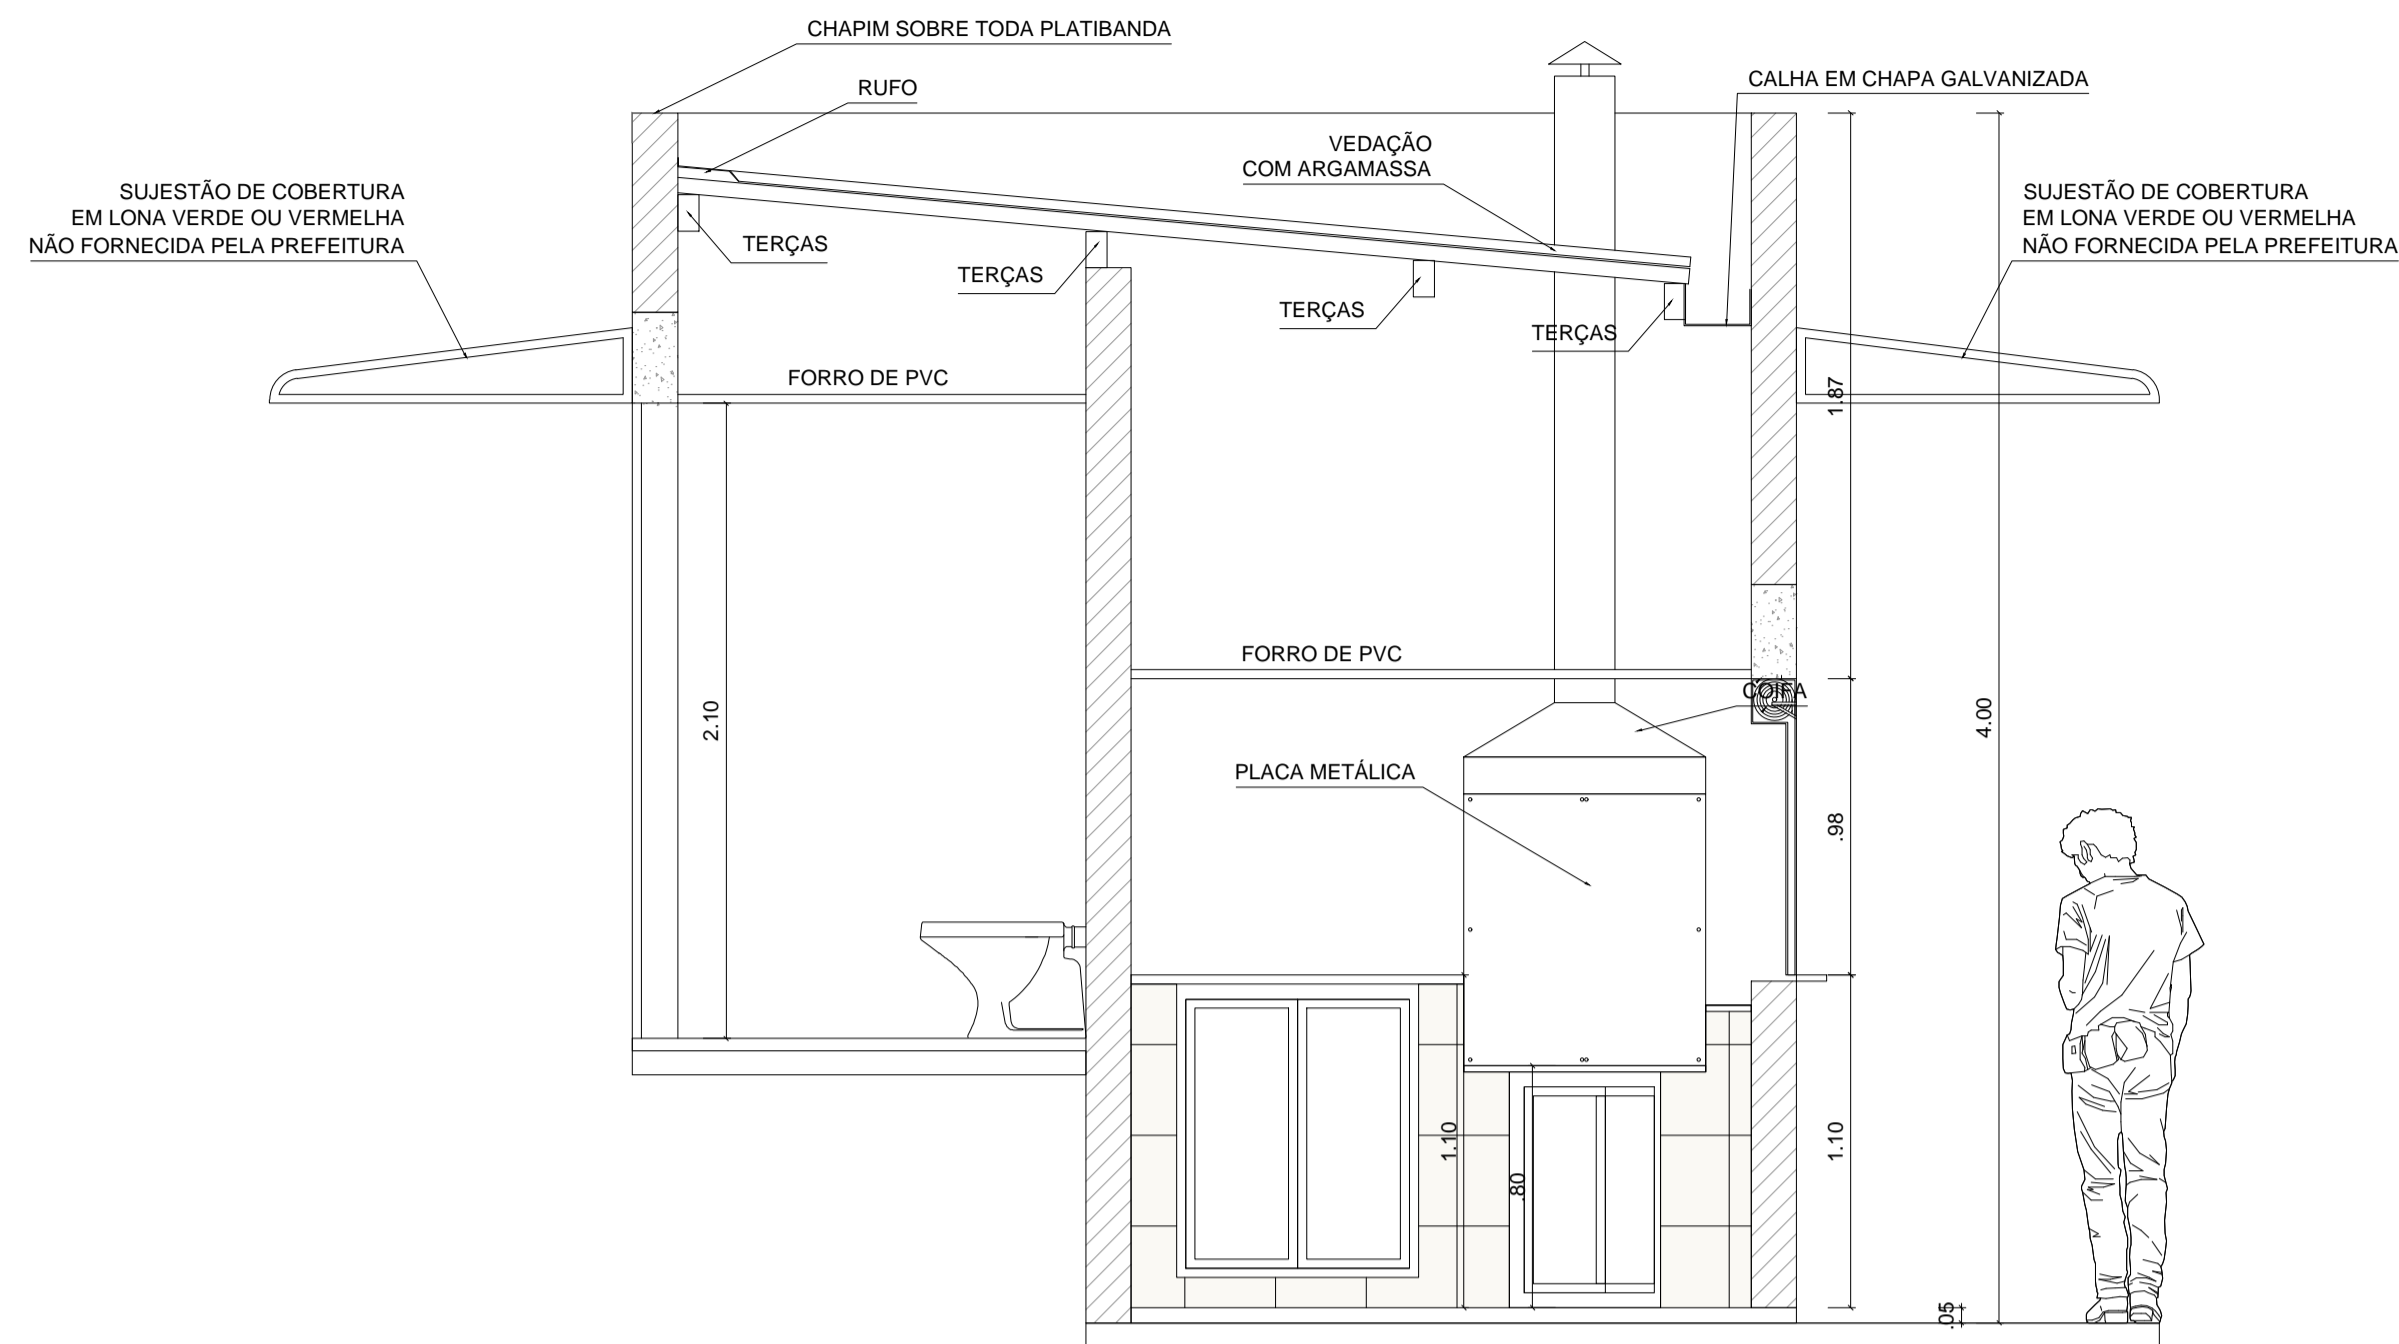 CHAPIM SOBRE TODA PLATIBANDA
RUFO
CALHA EM CHAPA GALVANIZADA
VEDAÇÃO
COM ARGAMASSA
SUJESTÃO DE COBERTURA
EM LONA VERDE OU VERMELHA
NÃO FORNECIDA PELA PREFEITURA
SUJESTÃO DE COBERTURA
EM LONA VERDE OU VERMELHA
NÃO FORNECIDA PELA PREFEITURA
TERÇAS
TERÇAS
TERÇAS
TERÇAS
FORRO DE PVC
1.87
FORRO DE PVC
COIFA
2.10
4.00
PLACA METÁLICA
.98
1.10
.80
1.10
.05